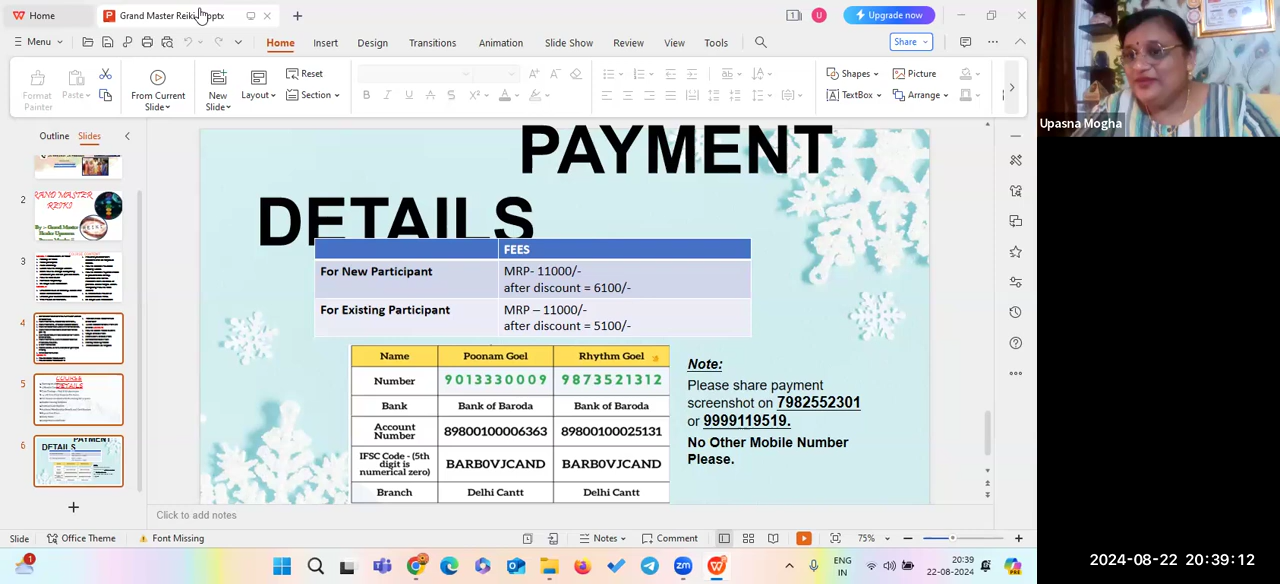 Home
Grand Master Reiki.pptx
U
Upgrade now
Menu
Home
Insert
Design
Transitions
Animation
Slide Show
Review
View
Tools
Share
Format
Painter
Paste
From Current
Slide
New
Slide
Layout
Reset
Section
B I U A S X² A
Shapes
Picture
TextBox
Arrange
Upasna Mogha
Outline
Slides
2
3
4
5
6
PAYMENT
DETAILS
FEES
For New Participant
MRP- 11000/-
after discount = 6100/-
For Existing Participant
MRP – 11000/-
after discount = 5100/-
Name Poonam Goel Rhythm Goel
Number 9013330009 9873521312
Bank Bank of Baroda Bank of Baroda
Account
Number
89800100006363 89800100025131
IFSC Code - (5th
digit is
numerical zero)
BARB0VJCAND BARB0VJCAND
Branch Delhi Cantt Delhi Cantt
Note:
Please share payment
screenshot on 7982552301
or 9999119519.
No Other Mobile Number
Please.
Click to add notes
Slide
Office Theme
Font Missing
Notes
Comment
75%
ENG
IN
20:39
22-08-2024
2024-08-22 20:39:12